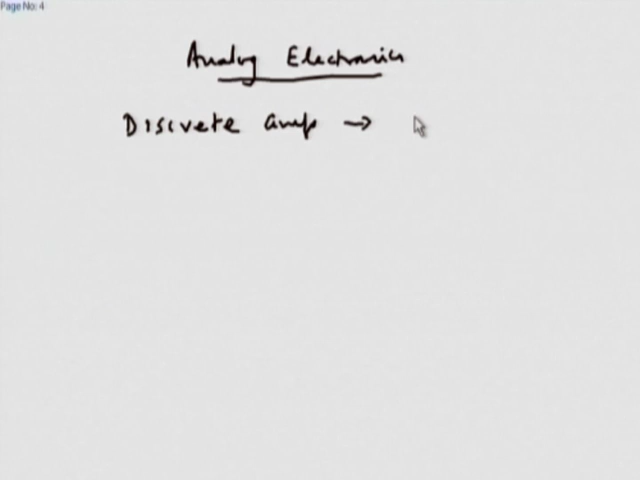 Page No: 4
Analog Electronics
Discrete amp →